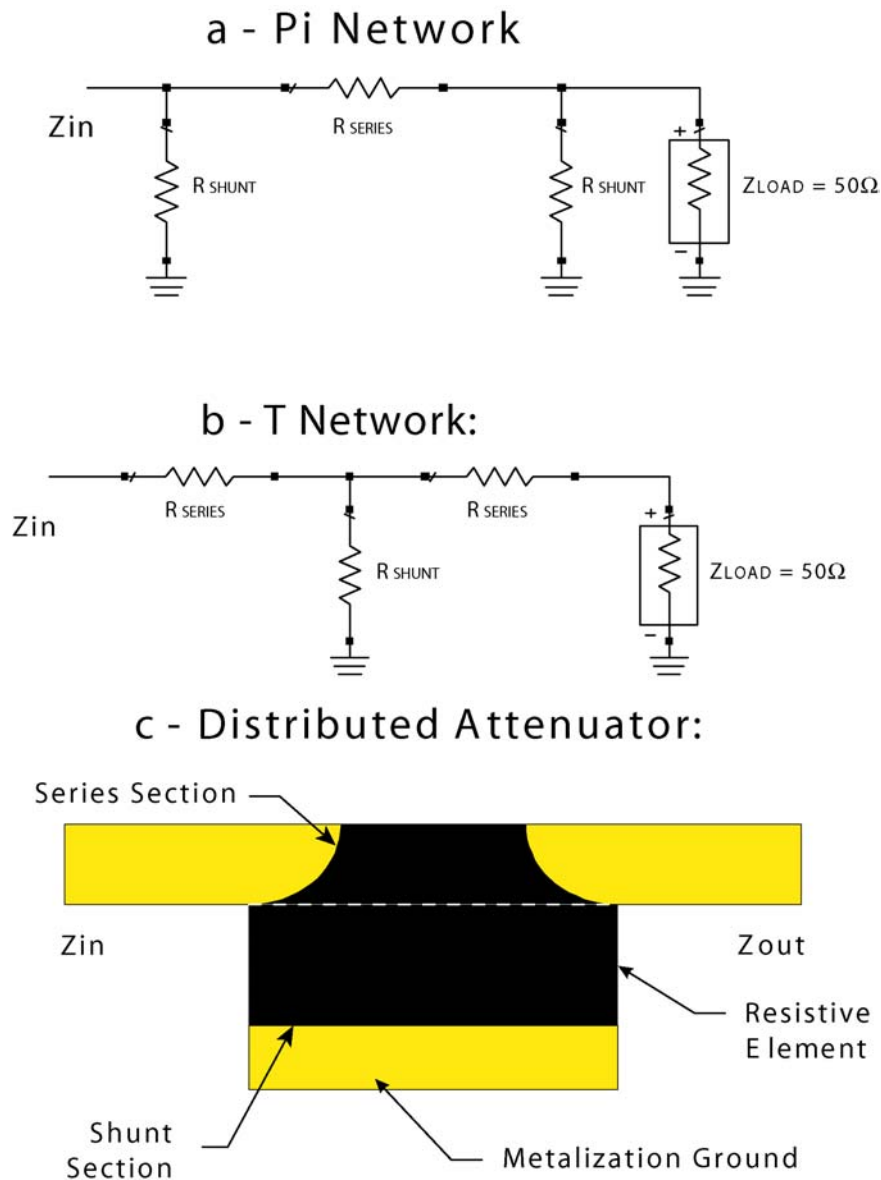 a - Pi Network
Zin
R SERIES
R SHUNT
R SHUNT
+
ZLOAD = 50Ω
-
b - T Network:
Zin
R SERIES
R SERIES
R SHUNT
+
ZLOAD = 50Ω
-
c - Distributed Attenuator:
Series Section
Zin
Zout
Resistive
Element
Shunt
Section
Metalization Ground